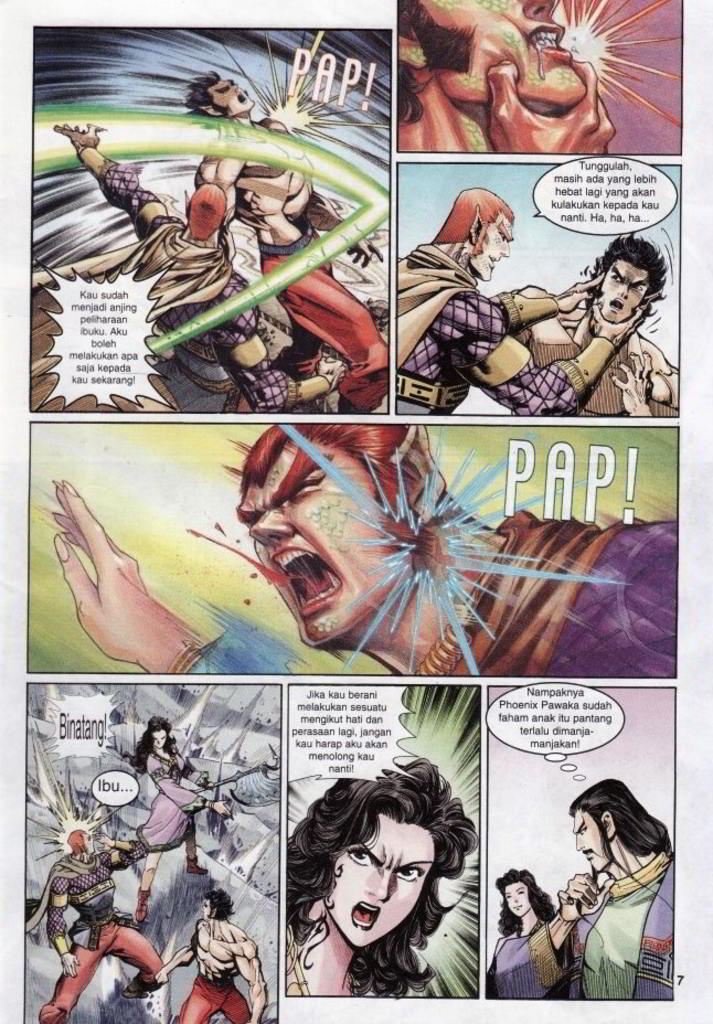 PAP!
Kau sudah
menjadi anjing
peliharaan
ibuku. Aku
boleh
melakukan apa
saja kepada
kau sekarang!
Tunggulah,
masih ada yang lebih
hebat lagi yang akan
kulakukan kepada kau
nanti. Ha, ha, ha...
PAP!
Binatang!
Ibu...
Jika kau berani
melakukan sesuatu
mengikut hati dan
perasaan lagi, jangan
kau harap aku akan
menolong kau
nanti!
Nampaknya
Phoenix Pawaka sudah
faham anak itu pantang
terlalu dimanja-
manjakan!
7